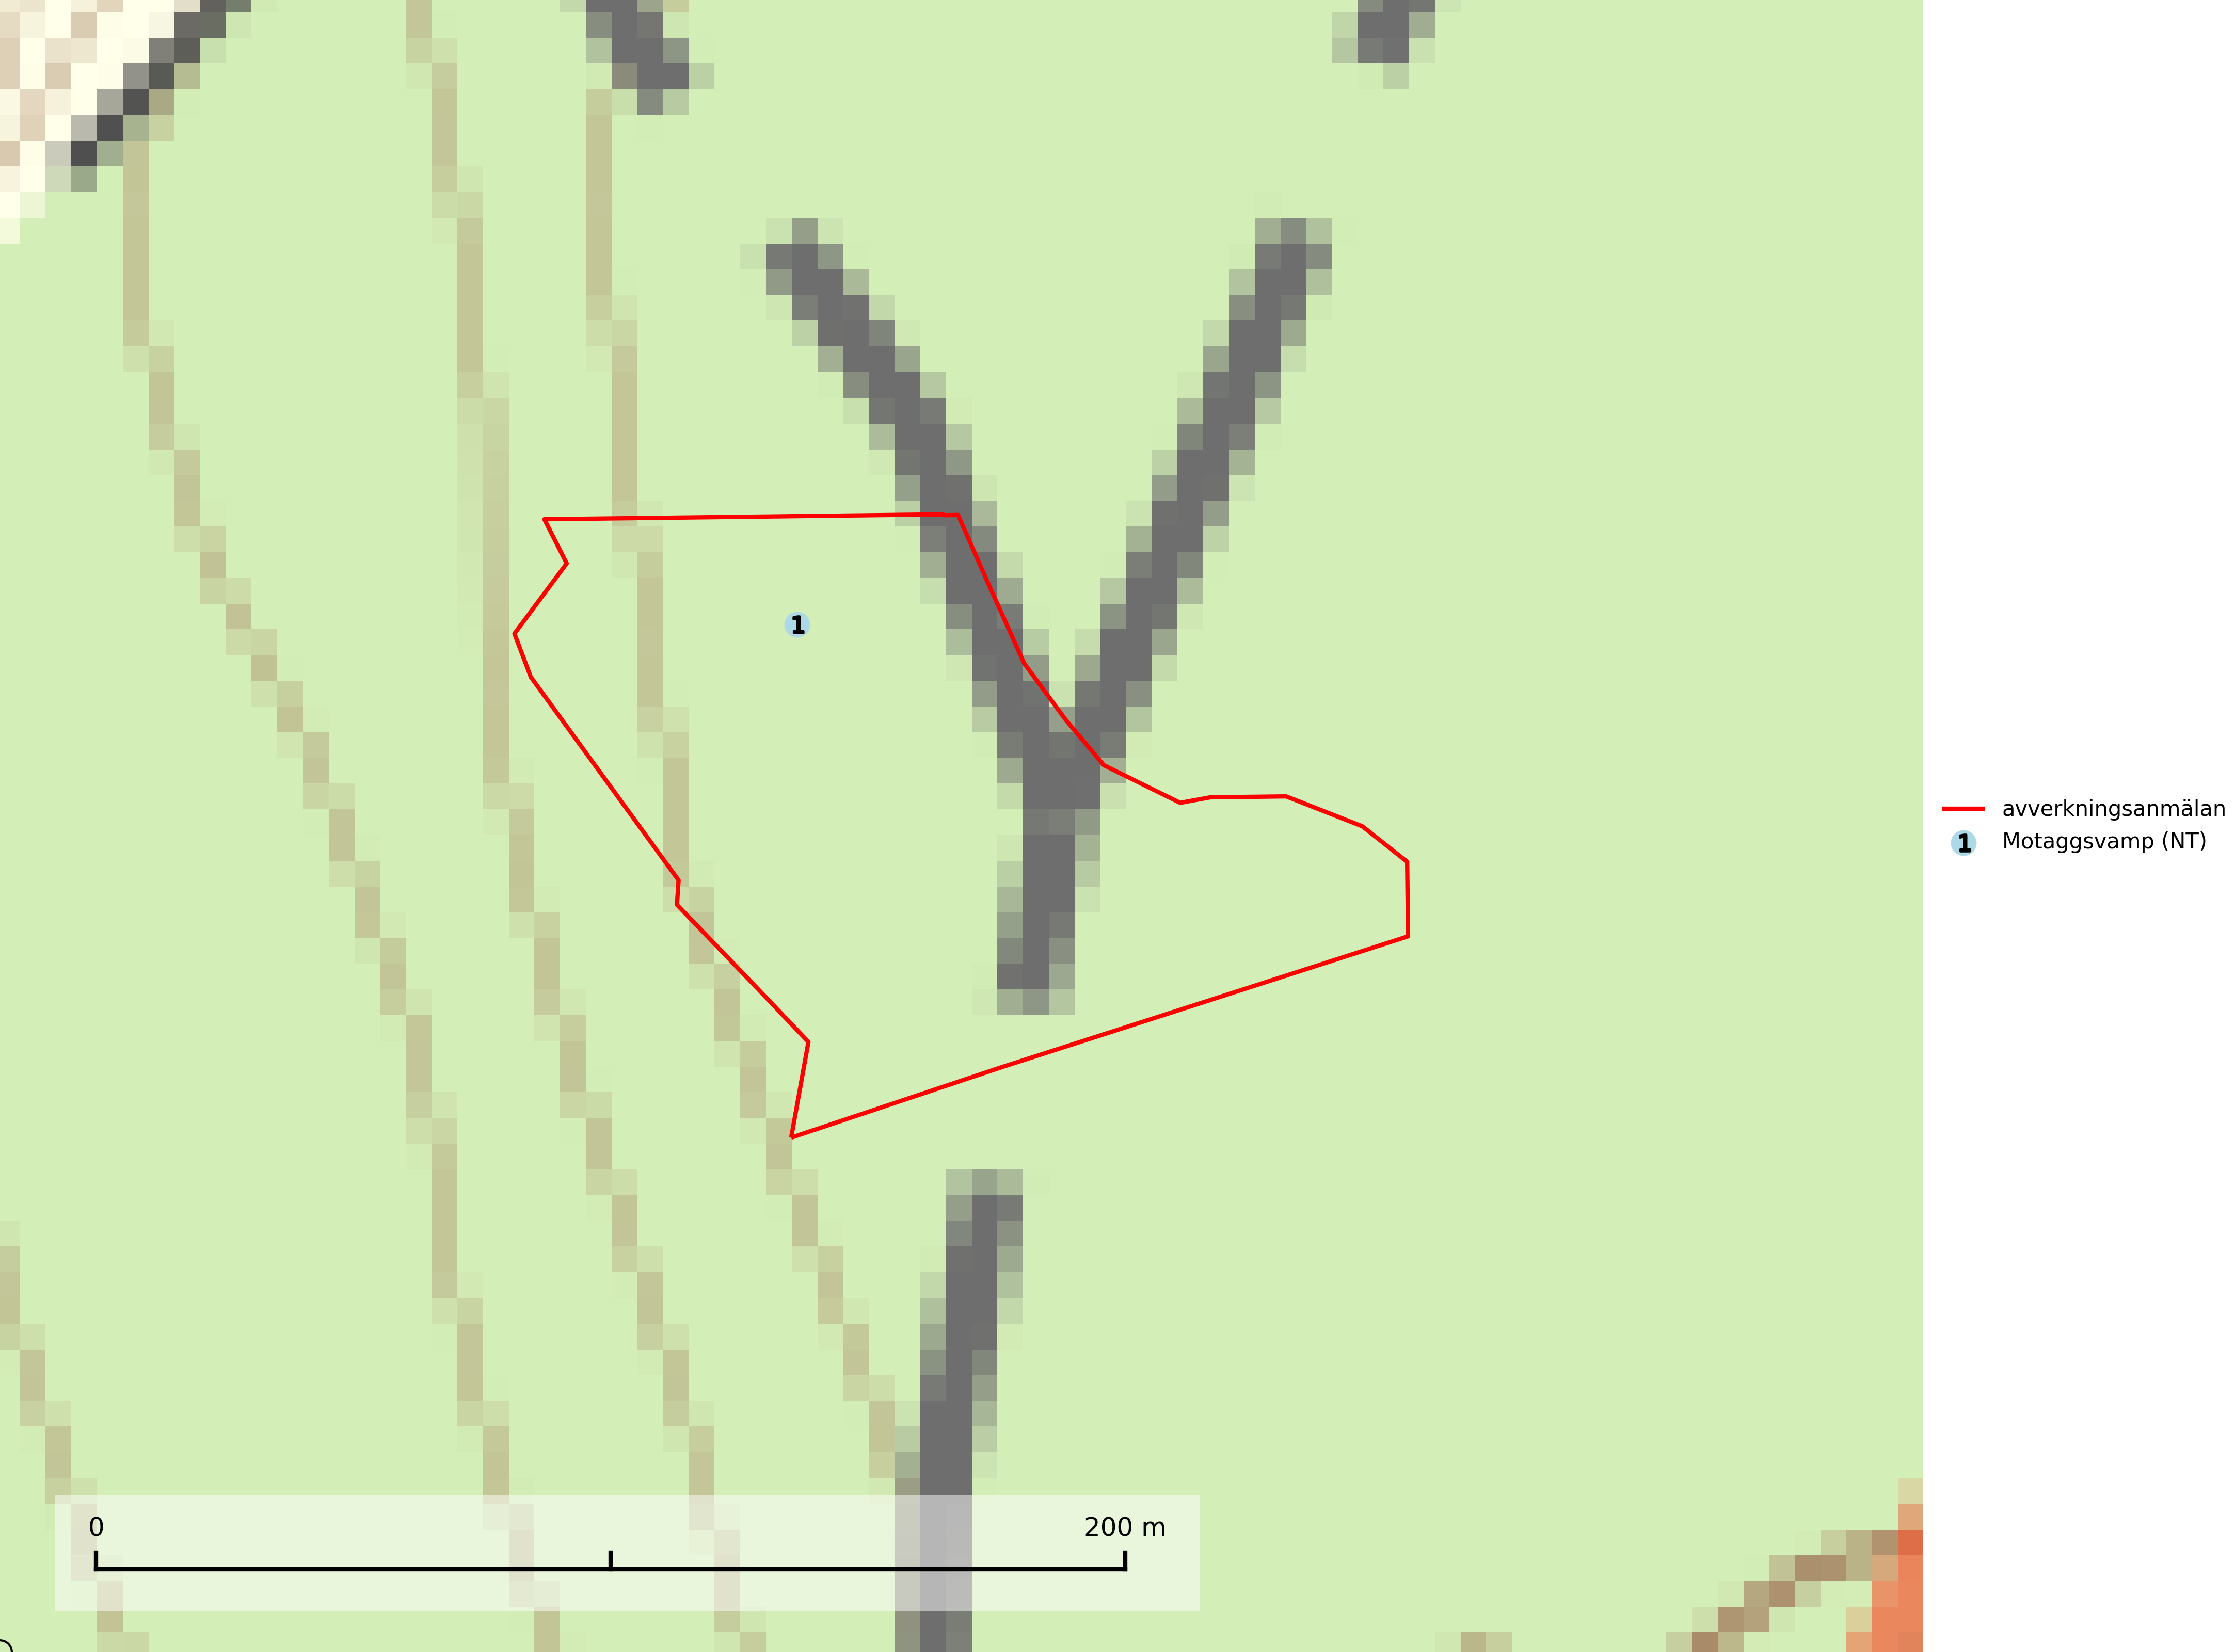 1
avverkningsanmälan
1 Motaggsvamp (NT)
0 200 m